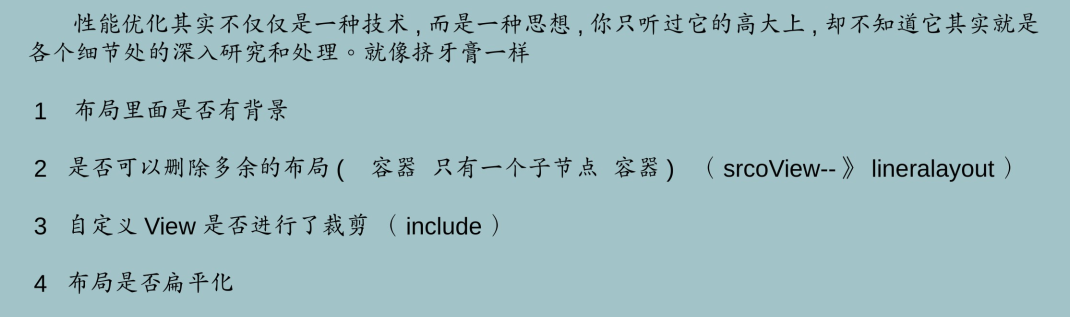 性能优化其实不仅仅是一种技术,而是一种思想,你只听过它的高大上,却不知道它其实就是
各个细节处的深入研究和处理。就像挤牙膏一样
1 布局里面是否有背景
2 是否可以删除多余的布局( 容器 只有一个子节点 容器) （srcoView--》lineralayout）
3 自定义View是否进行了裁剪（include）
4 布局是否扁平化